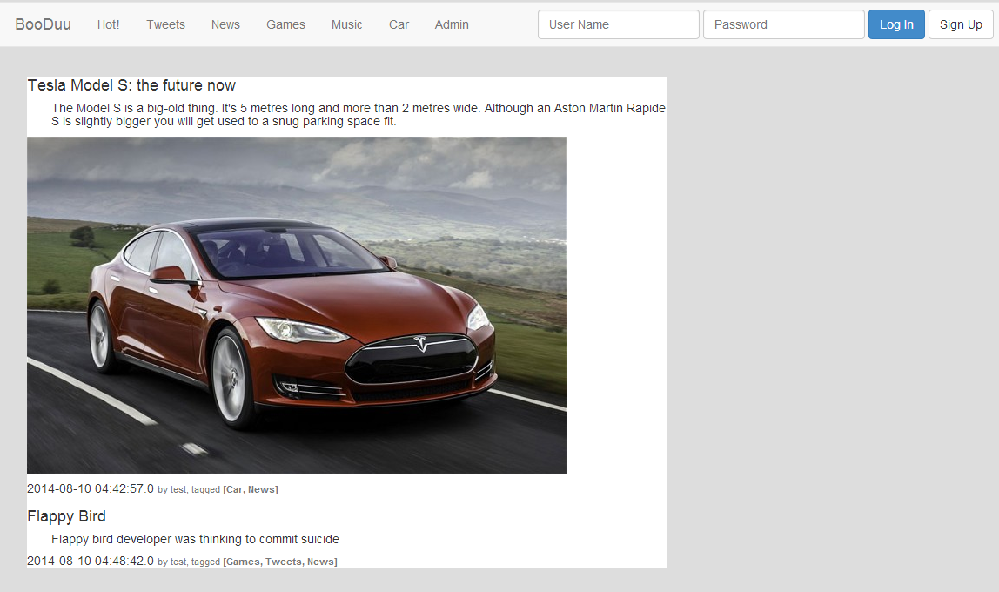 BooDuu Hot! Tweets News Games Music Car Admin User Name Password Log In Sign Up
Tesla Model S: the future now
The Model S is a big-old thing. It's 5 metres long and more than 2 metres wide. Although an Aston Martin Rapide
S is slightly bigger you will get used to a snug parking space fit.
2014-08-10 04:42:57.0 by test, tagged [Car, News]
Flappy Bird
Flappy bird developer was thinking to commit suicide
2014-08-10 04:48:42.0 by test, tagged [Games, Tweets, News]